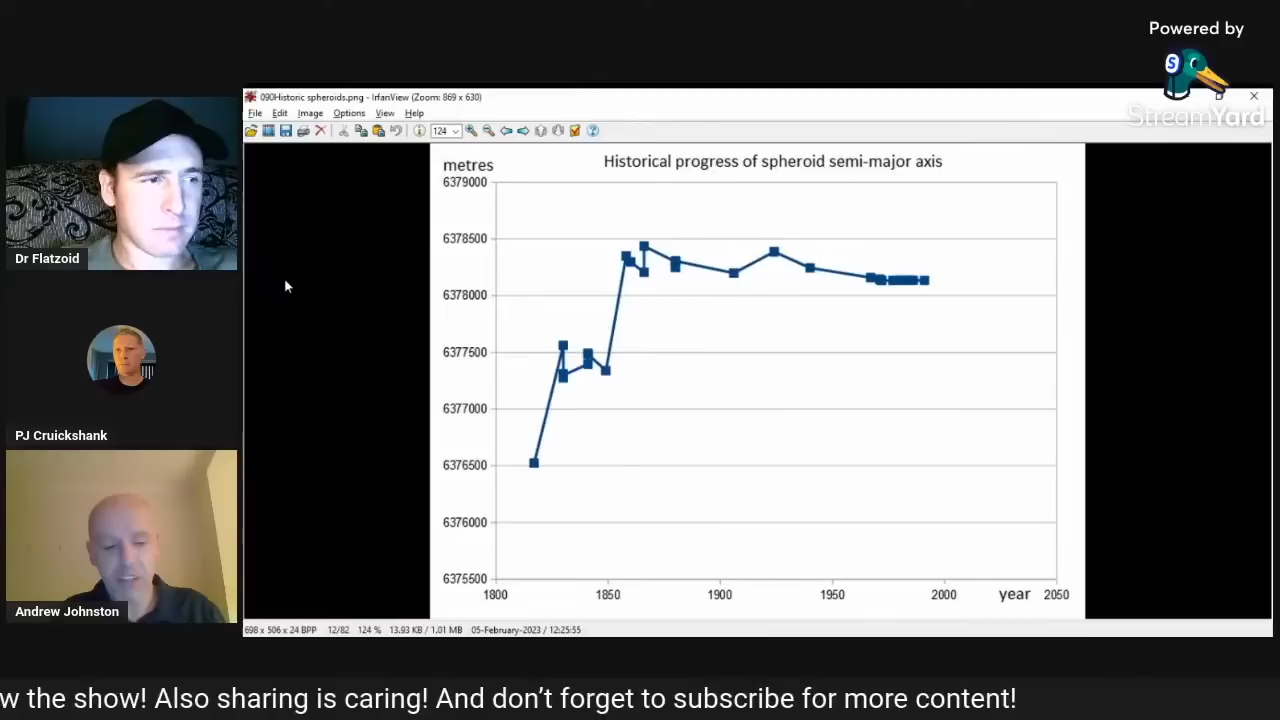 Powered by
StreamYard
090Historic spheroids.png - IrfanView (Zoom: 869 x 630)
File Edit Image Options View Help
124
Historical progress of spheroid semi-major axis
metres
6379000
6378500
6378000
6377500
6377000
6376500
6376000
6375500
1800 1850 1900 1950 2000 year 2050
698 x 506 x 24 BPP 12/82 124 % 13.93 KB / 1.01 MB 05-February-2023 / 12:25:55
Dr Flatzoid
PJ Cruickshank
Andrew Johnston
w the show! Also sharing is caring! And don’t forget to subscribe for more content!